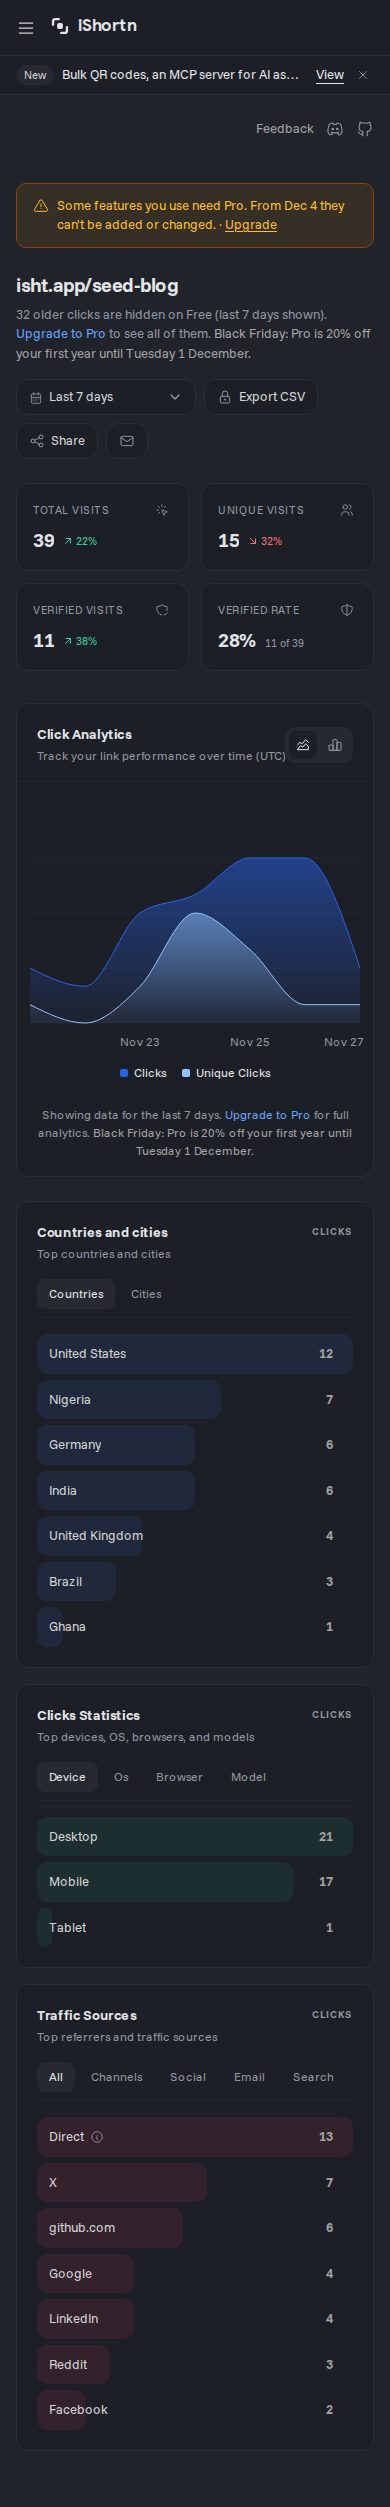 iShortn
New Bulk QR codes, an MCP server for AI as... View
Feedback
Some features you use need Pro. From Dec 4 they
can't be added or changed. · Upgrade
isht.app/seed-blog
32 older clicks are hidden on Free (last 7 days shown).
Upgrade to Pro to see all of them. Black Friday: Pro is 20% off
your first year until Tuesday 1 December.
Last 7 days Export CSV
Share
TOTAL VISITS UNIQUE VISITS
39 22% 15 32%
VERIFIED VISITS VERIFIED RATE
11 38% 28% 11 of 39
Click Analytics
Track your link performance over time (UTC)
Nov 23 Nov 25 Nov 27
Clicks Unique Clicks
Showing data for the last 7 days. Upgrade to Pro for full
analytics. Black Friday: Pro is 20% off your first year until
Tuesday 1 December.
Countries and cities CLICKS
Top countries and cities
Countries Cities
United States 12
Nigeria 7
Germany 6
India 6
United Kingdom 4
Brazil 3
Ghana 1
Clicks Statistics CLICKS
Top devices, OS, browsers, and models
Device Os Browser Model
Desktop 21
Mobile 17
Tablet 1
Traffic Sources CLICKS
Top referrers and traffic sources
All Channels Social Email Search
Direct 13
X 7
github.com 6
Google 4
LinkedIn 4
Reddit 3
Facebook 2